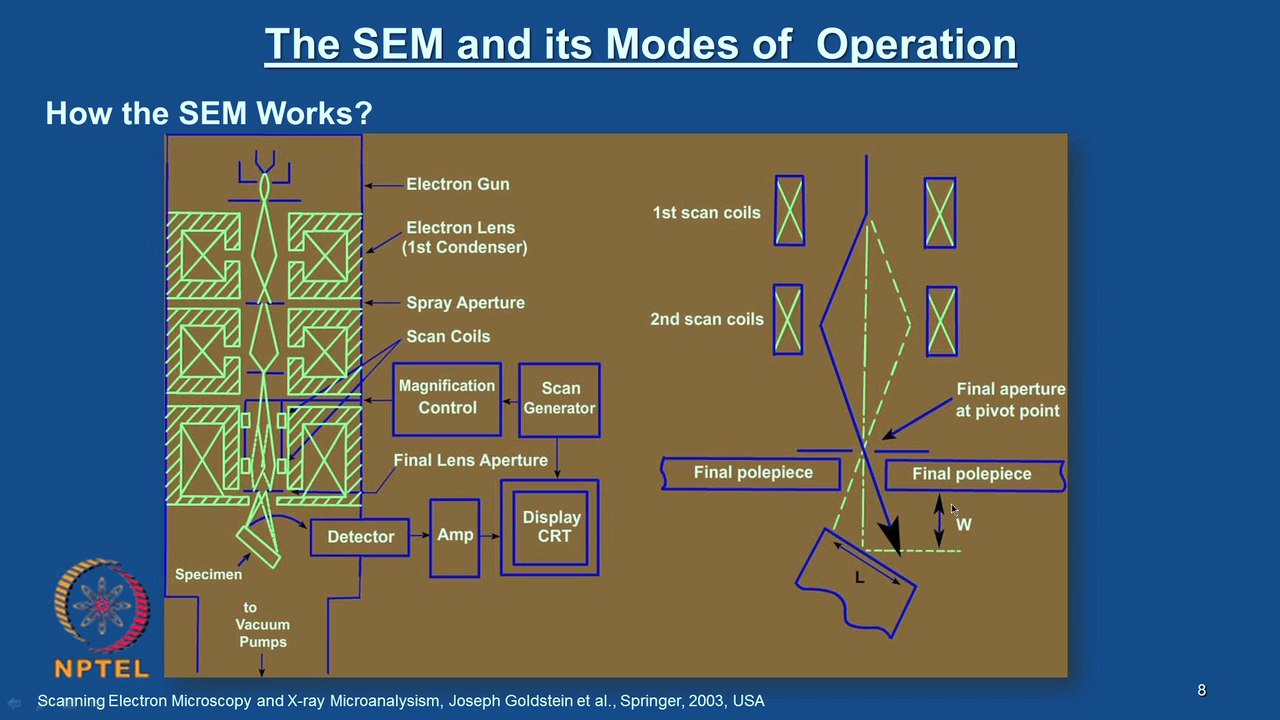 The SEM and its Modes of  Operation
How the SEM Works?
Electron Gun
Electron Lens
(1st Condenser)
Spray Aperture
Scan Coils
Magnification
Control
Scan
Generator
Final Lens Aperture
Detector
Amp
Display
CRT
Specimen
to
Vacuum
Pumps
1st scan coils
2nd scan coils
Final aperture
at pivot point
Final polepiece
Final polepiece
W
L
NPTEL
Scanning Electron Microscopy and X-ray Microanalysism, Joseph Goldstein et al., Springer, 2003, USA
8